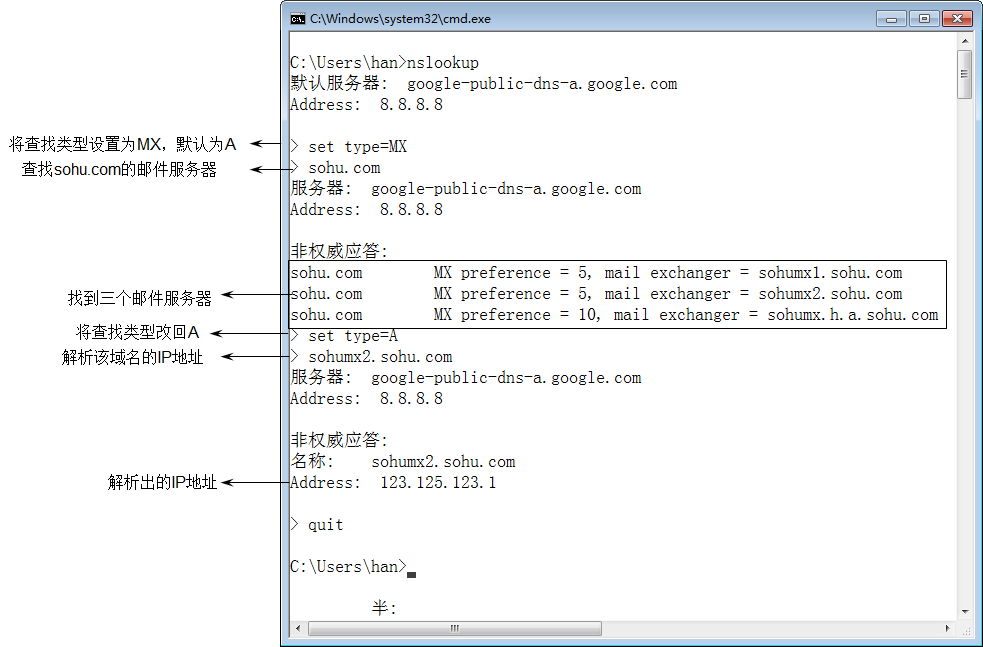 C:\Windows\system32\cmd.exe
C:\Users\han>nslookup
默认服务器:  google-public-dns-a.google.com
Address:  8.8.8.8
将查找类型设置为MX，默认为A
> set type=MX
查找sohu.com的邮件服务器
> sohu.com
服务器:  google-public-dns-a.google.com
Address:  8.8.8.8
非权威应答:
sohu.com        MX preference = 5, mail exchanger = sohumx1.sohu.com
找到三个邮件服务器
sohu.com        MX preference = 5, mail exchanger = sohumx2.sohu.com
sohu.com        MX preference = 10, mail exchanger = sohumx.h.a.sohu.com
将查找类型改回A
> set type=A
解析该域名的IP地址
> sohumx2.sohu.com
服务器:  google-public-dns-a.google.com
Address:  8.8.8.8
非权威应答:
名称:    sohumx2.sohu.com
解析出的IP地址
Address:  123.125.123.1
> quit
C:\Users\han>
半: